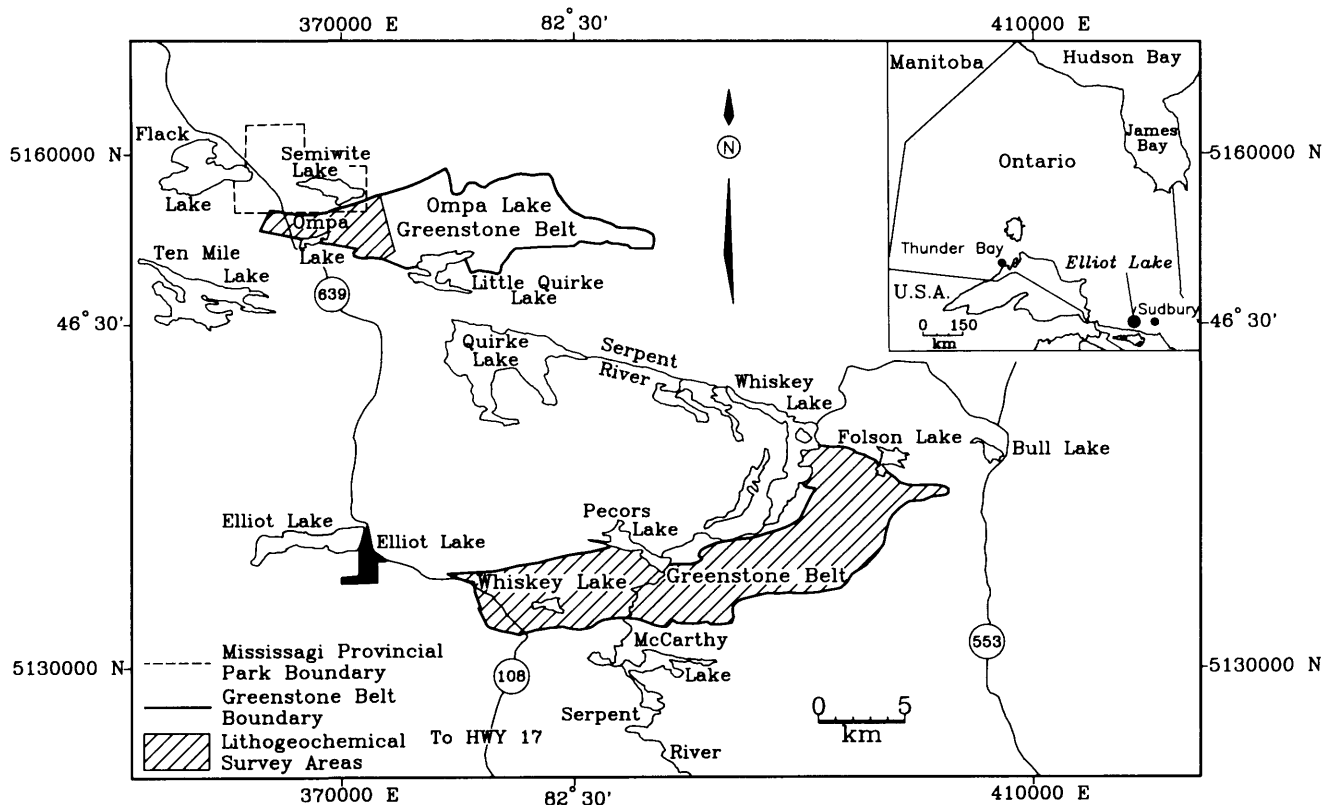 370000 E
82° 30'
410000 E
Manitoba
Hudson Bay
James
Bay
Ontario
Thunder Bay
Elliot Lake
U.S.A.
Sudbury
0 150
km
5160000 N
5160000 N
46° 30'
46° 30'
N
Flack
Lake
Semiwite
Lake
Ompa
Lake
Ompa Lake
Greenstone Belt
Ten Mile
Lake
Little Quirke
Lake
639
Quirke
Lake
Serpent
River
Whiskey
Lake
Folson Lake
Bull Lake
Pecors
Lake
Elliot Lake
Elliot Lake
Whiskey Lake
Greenstone Belt
McCarthy
Lake
553
108
Serpent
River
5130000 N
5130000 N
Mississagi Provincial
Park Boundary
Greenstone Belt
Boundary
Lithogeochemical
Survey Areas
To HWY 17
0 5
km
370000 E
82° 30'
410000 E